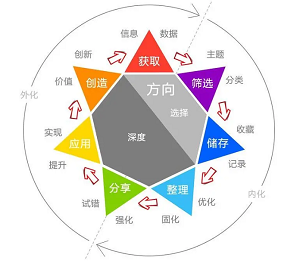 信息
数据
获取
创新
主题
价值
创造
方向
筛选
分类
选择
外化
收藏
实现
应用
深度
储存
提升
记录
分享
整理
内化
试错
优化
强化
固化